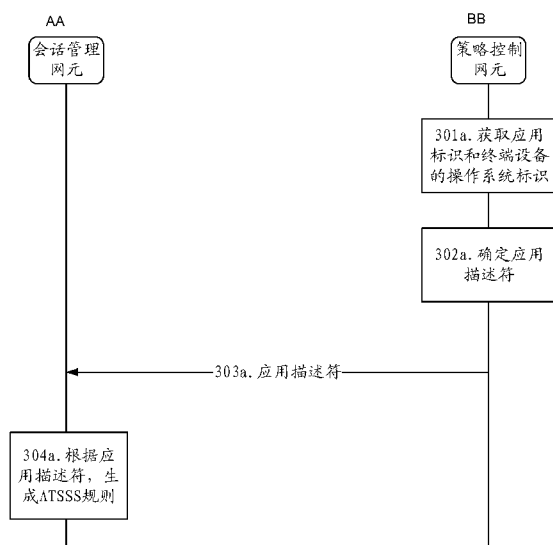 AA
BB
会话管理
网元
策略控制
网元
301a.获取应用
标识和终端设备
的操作系统标识
302a.确定应用
描述符
303a.应用描述符
304a.根据应
用描述符，生
成ATSSS规则